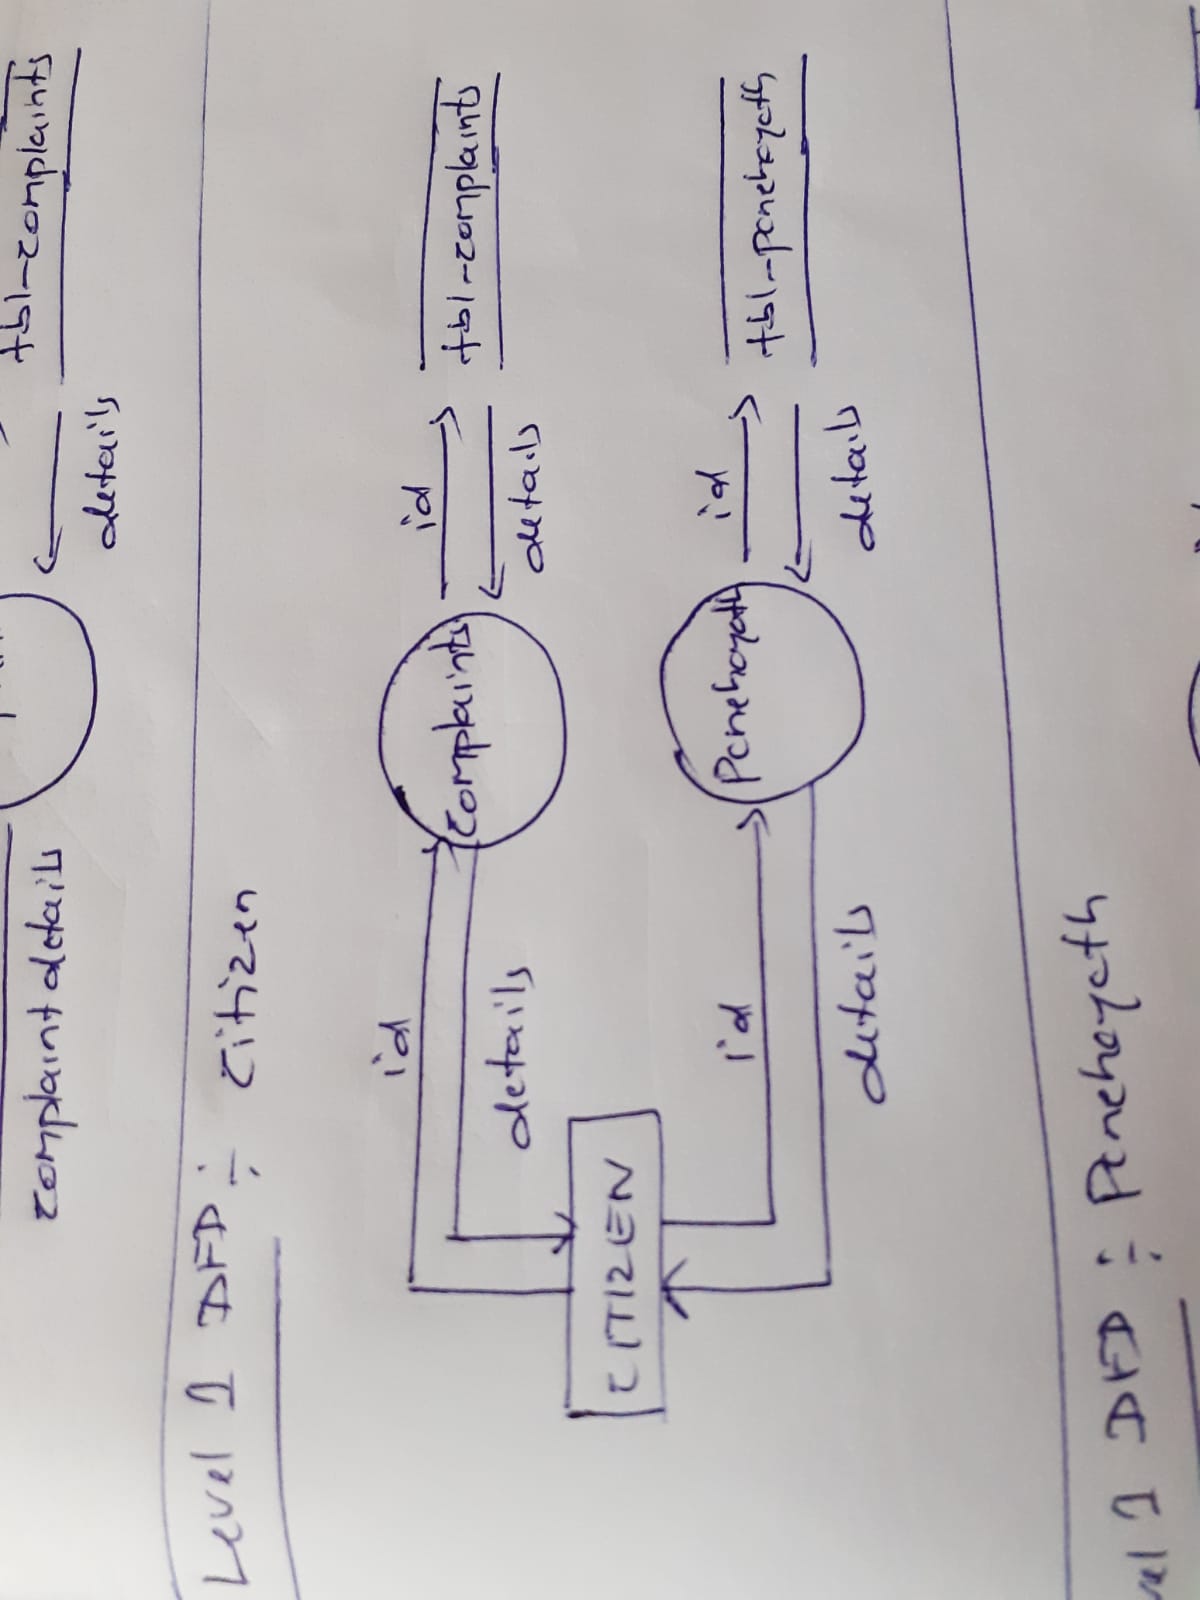 tbl-complaints
details
complaint details
Level 1 DFD : citizen
id
Complaints
id
tbl-complaints
details
details
CITIZEN
id
Panchayath
id
tbl-panchayath
details
details
1 DFD : Panchayath